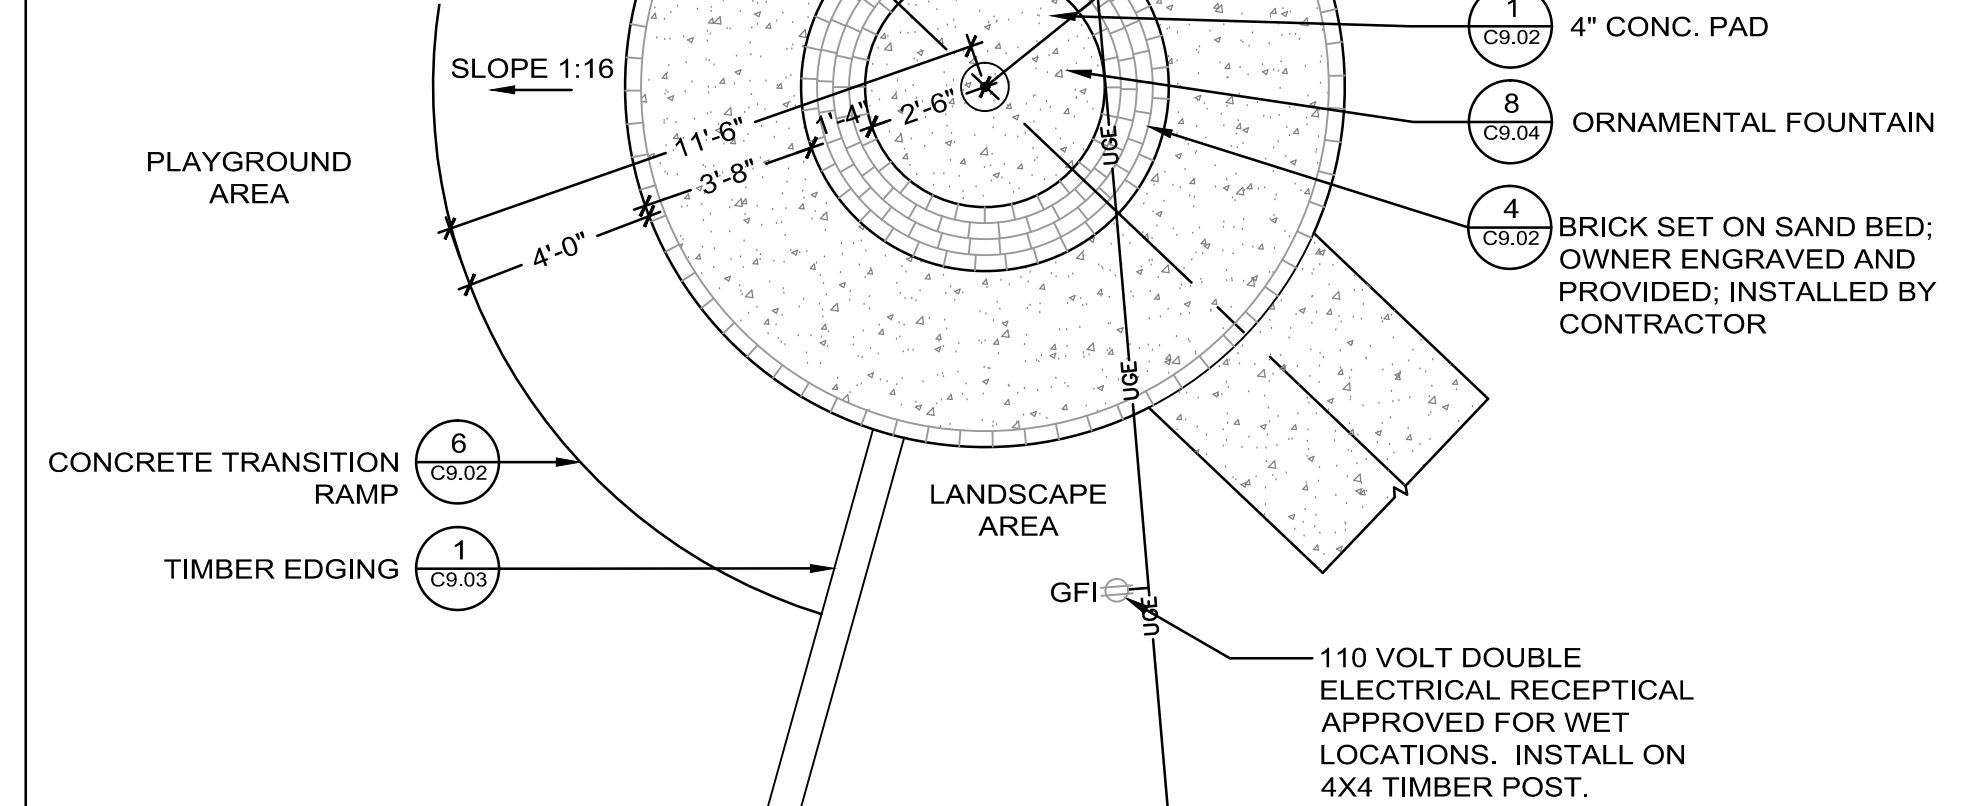 1
C9.02
4" CONC. PAD
SLOPE 1:16
8
C9.04
ORNAMENTAL FOUNTAIN
2'-6"
1'-4"
11'-6"
3'-8"
4'-0"
UGE
PLAYGROUND
AREA
4
C9.02
BRICK SET ON SAND BED;
OWNER ENGRAVED AND
PROVIDED; INSTALLED BY
CONTRACTOR
UGE
CONCRETE TRANSITION
RAMP
6
C9.02
LANDSCAPE
AREA
TIMBER EDGING
1
C9.03
GFI
UGE
110 VOLT DOUBLE
ELECTRICAL RECEPTICAL
APPROVED FOR WET
LOCATIONS. INSTALL ON
4X4 TIMBER POST.